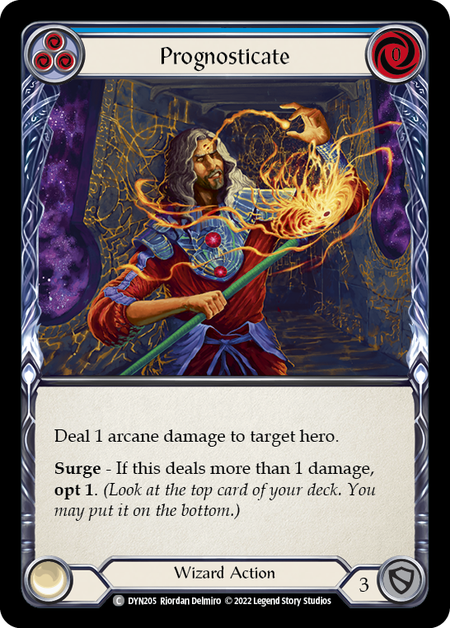 Prognosticate
0
Deal 1 arcane damage to target hero.
Surge - If this deals more than 1 damage,
opt 1. (Look at the top card of your deck. You
may put it on the bottom.)
Wizard Action
3
C DYN205 Riordan Delmiro © 2022 Legend Story Studios